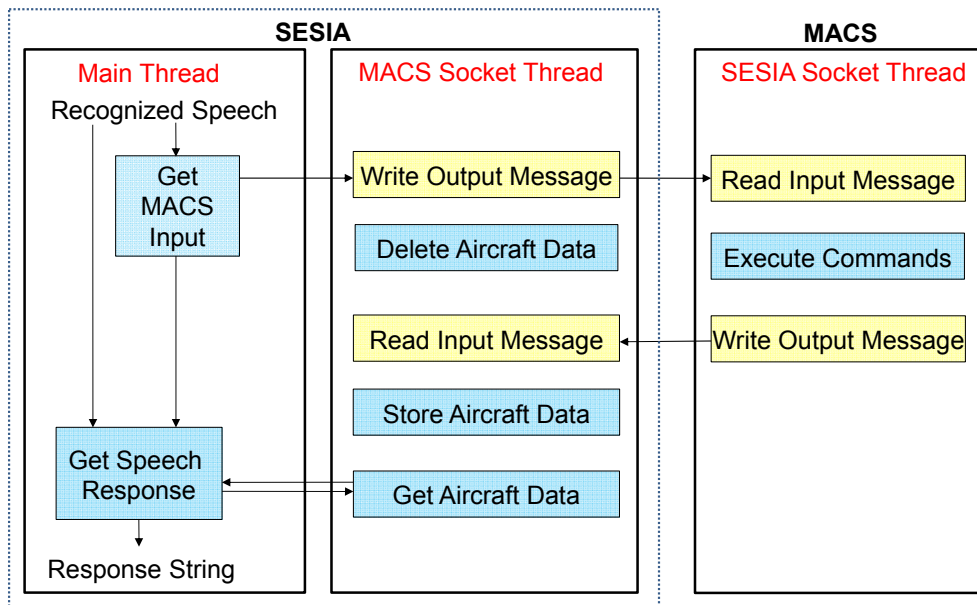 SESIA
MACS
Main Thread
MACS Socket Thread
SESIA Socket Thread
Recognized Speech
Get
MACS
Input
Write Output Message
Read Input Message
Delete Aircraft Data
Execute Commands
Read Input Message
Write Output Message
Store Aircraft Data
Get Speech
Response
Get Aircraft Data
Response String